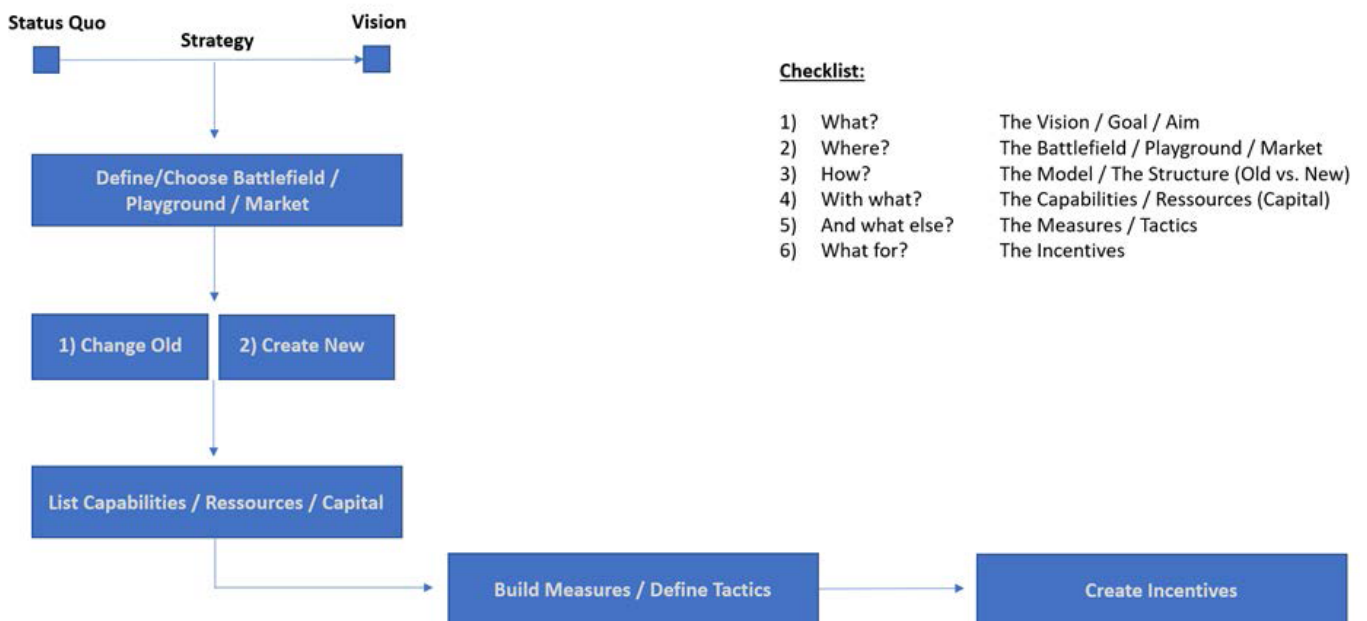 Status Quo
Strategy
Vision
Define/Choose Battlefield /
Playground / Market
1) Change Old
2) Create New
List Capabilities / Ressources / Capital
Build Measures / Define Tactics
Create Incentives
Checklist:
1) What? The Vision / Goal / Aim
2) Where? The Battlefield / Playground / Market
3) How? The Model / The Structure (Old vs. New)
4) With what? The Capabilities / Ressources (Capital)
5) And what else? The Measures / Tactics
6) What for? The Incentives